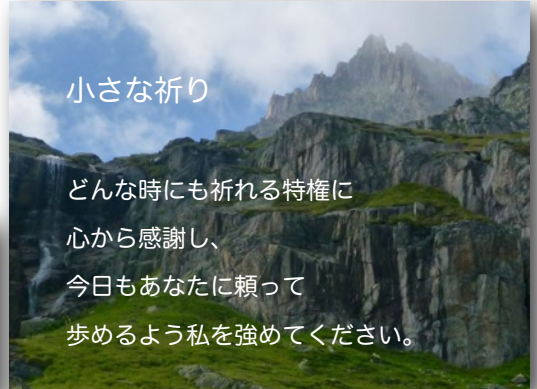 小さな祈り
どんな時にも祈れる特権に
心から感謝し、
今日もあなたに頼って
歩めるよう私を強めてください。